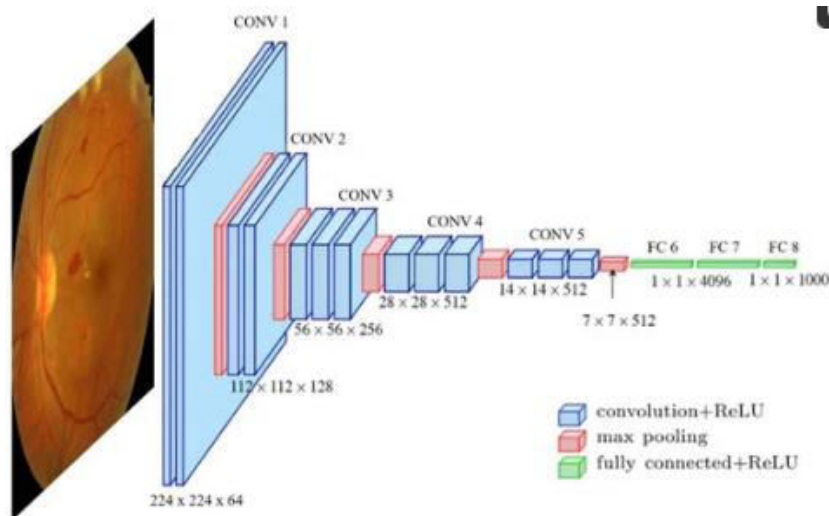 CONV 1
CONV 2
CONV 3
CONV 4
CONV 5
FC 6
FC 7
FC 8
1 × 1 × 4096
1 × 1 × 1000
14 × 14 × 512
28 × 28 × 512
7 × 7 × 512
56 × 56 × 256
112 × 112 × 128
224 x 224 x 64
convolution+ReLU
max pooling
fully connected+ReLU